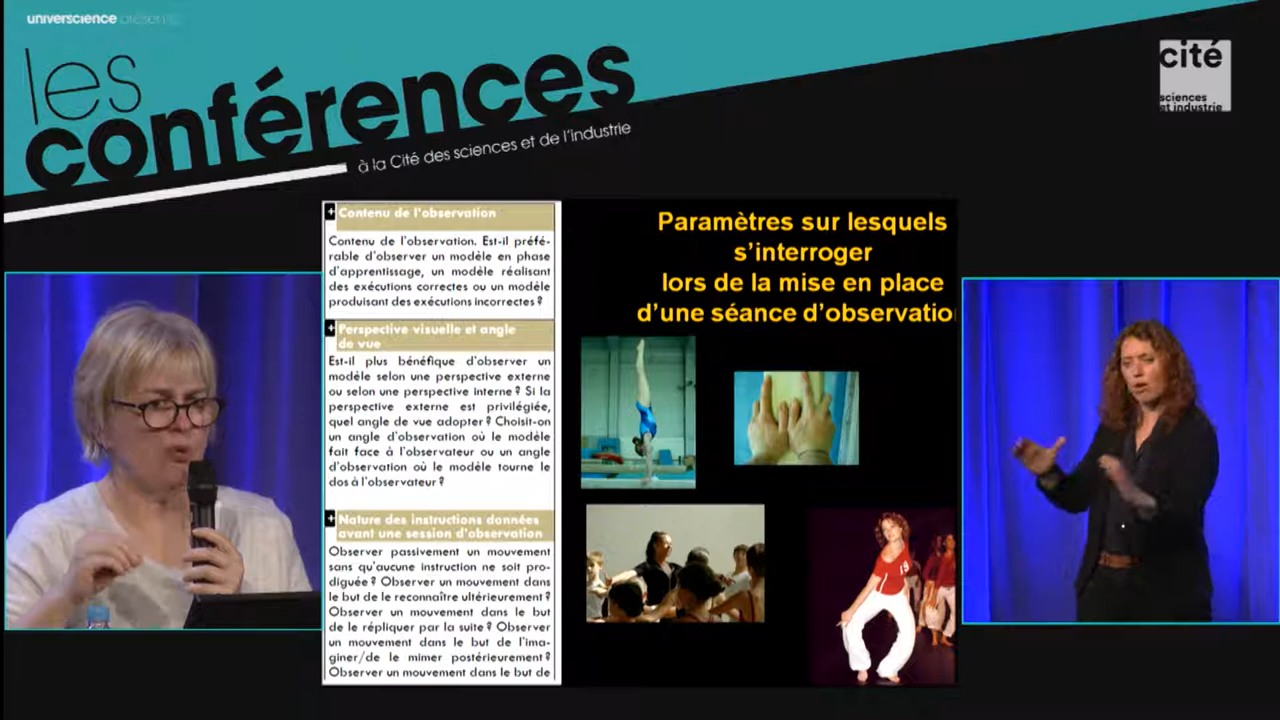 universcience présente
les
conférences
à la Cité des sciences et de l'industrie
cité
sciences
et industrie
+ Contenu de l'observation
Contenu de l'observation. Est-il préfé-
rable d'observer un modèle en phase
d'apprentissage, un modèle réalisant
des exécutions correctes ou un modèle
produisant des exécutions incorrectes ?
+ Perspective visuelle et angle
de vue
Est-il plus bénéfique d'observer un
modèle selon une perspective externe
ou selon une perspective interne ? Si la
perspective externe est privilégiée,
quel angle de vue adopter ? Choisit-on
un angle d'observation où le modèle
fait face à l'observateur ou un angle
d'observation où le modèle tourne le
dos à l'observateur ?
+ Nature des instructions données
avant une session d'observation
Observer passivement un mouvement
sans qu'aucune instruction ne soit pro-
diguée ? Observer un mouvement dans
le but de le reconnaître ultérieurement ?
Observer un mouvement dans le but
de le répliquer par la suite ? Observer
un mouvement dans le but de l'ima-
giner/de le mimer postérieurement ?
Observer un mouvement dans le but de
Paramètres sur lesquels
s'interroger
lors de la mise en place
d'une séance d'observatio
19